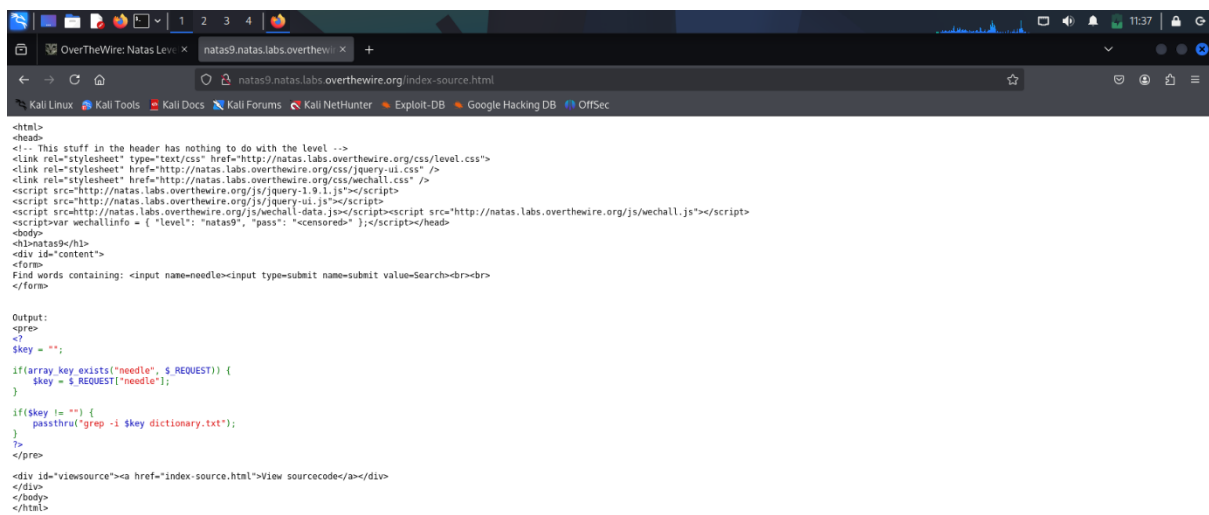 1 2 3 4
11:37
OverTheWire: Natas Leve ×
natas9.natas.labs.overthewir ×
+
natas9.natas.labs.overthewire.org/index-source.html
Kali Linux Kali Tools Kali Docs Kali Forums Kali NetHunter Exploit-DB Google Hacking DB OffSec
<html>
<head>
<!-- This stuff in the header has nothing to do with the level -->
<link rel="stylesheet" type="text/css" href="http://natas.labs.overthewire.org/css/level.css">
<link rel="stylesheet" href="http://natas.labs.overthewire.org/css/jquery-ui.css" />
<link rel="stylesheet" href="http://natas.labs.overthewire.org/css/wechall.css" />
<script src="http://natas.labs.overthewire.org/js/jquery-1.9.1.js"></script>
<script src="http://natas.labs.overthewire.org/js/jquery-ui.js"></script>
<script src=http://natas.labs.overthewire.org/js/wechall-data.js></script><script src="http://natas.labs.overthewire.org/js/wechall.js"></script>
<script>var wechallinfo = { "level": "natas9", "pass": "<censored>" };</script></head>
<body>
<h1>natas9</h1>
<div id="content">
<form>
Find words containing: <input name=needle><input type=submit name=submit value=Search><br><br>
</form>
Output:
<pre>
<?
$key = "";
if(array_key_exists("needle", $_REQUEST)) {
$key = $_REQUEST["needle"];
}
if($key != "") {
passthru("grep -i $key dictionary.txt");
}
?>
</pre>
<div id="viewsource"><a href="index-source.html">View sourcecode</a></div>
</div>
</body>
</html>